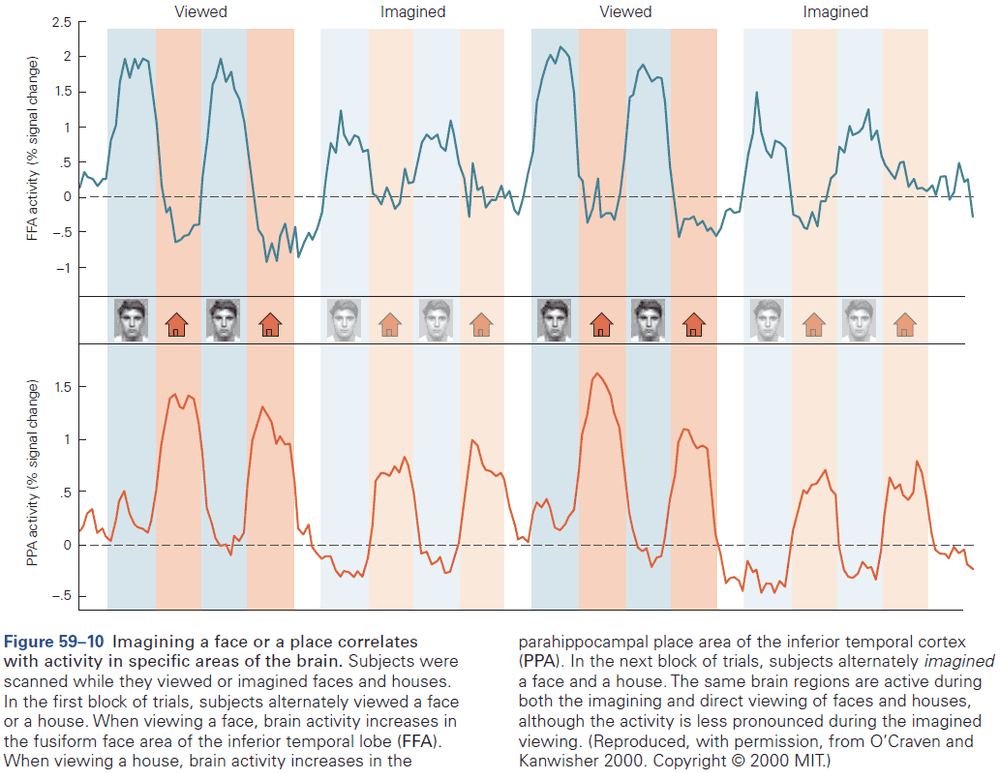 Viewed
Imagined
Viewed
Imagined
FFA activity (% signal change)
2.5
2
1.5
1
.5
0
–.5
–1
PPA activity (% signal change)
1.5
1
.5
0
–.5
Figure 59–10 Imagining a face or a place correlates
with activity in specific areas of the brain. Subjects were
scanned while they viewed or imagined faces and houses.
In the first block of trials, subjects alternately viewed a face
or a house. When viewing a face, brain activity increases in
the fusiform face area of the inferior temporal lobe (FFA).
When viewing a house, brain activity increases in the
parahippocampal place area of the inferior temporal cortex
(PPA). In the next block of trials, subjects alternately imagined
a face and a house. The same brain regions are active during
both the imagining and direct viewing of faces and houses,
although the activity is less pronounced during the imagined
viewing. (Reproduced, with permission, from O’Craven and
Kanwisher 2000. Copyright © 2000 MIT.)